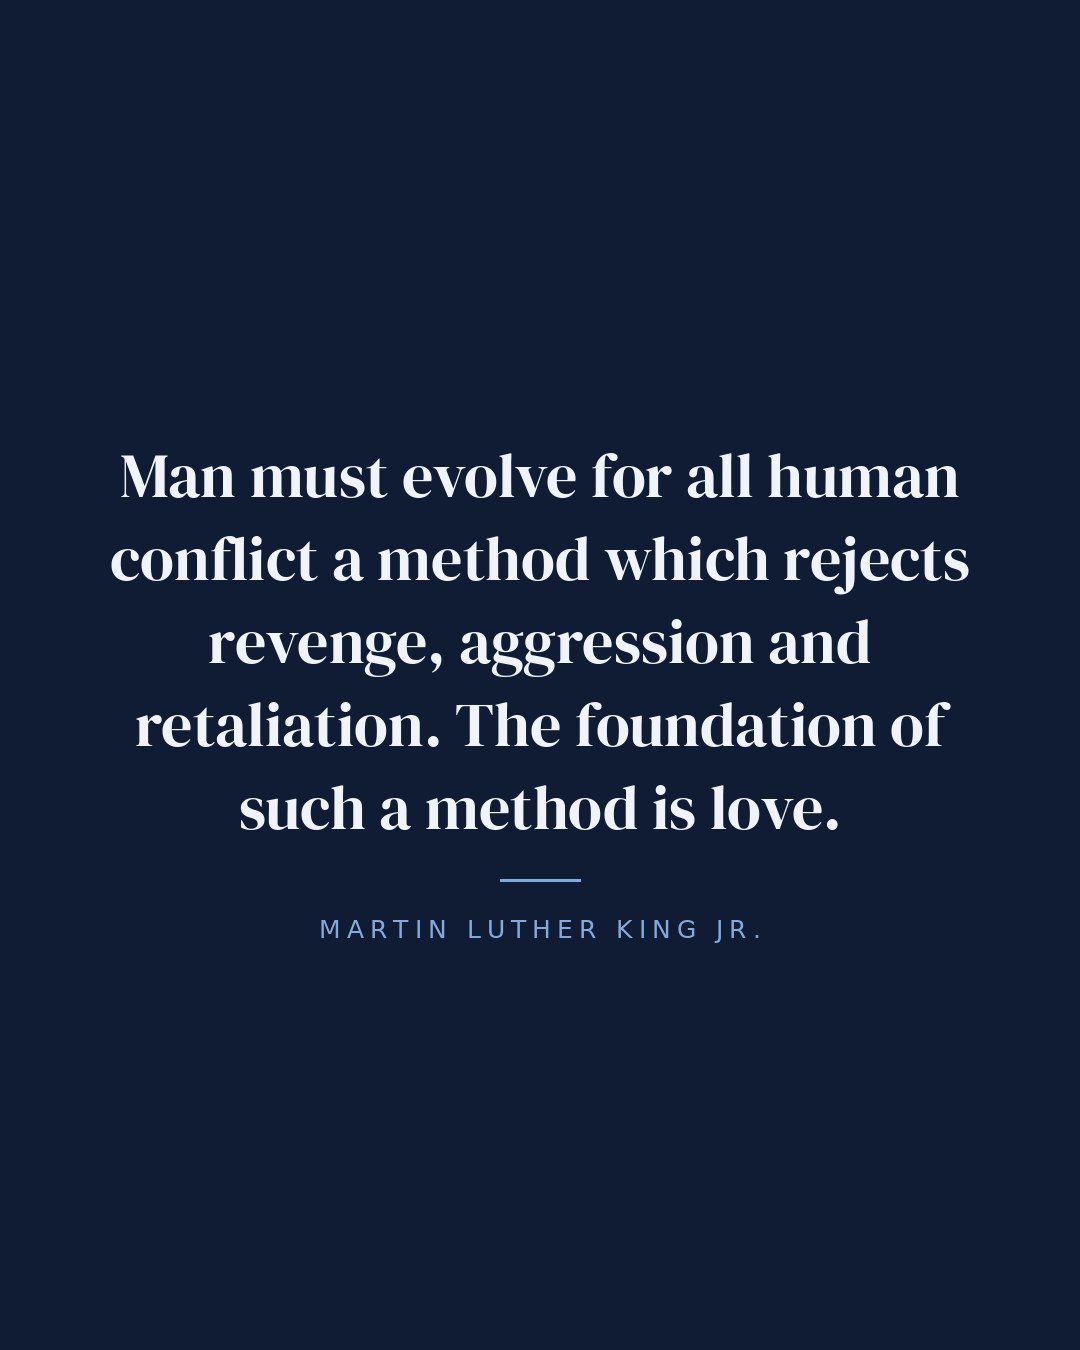 Man must evolve for all human
conflict a method which rejects
revenge, aggression and
retaliation. The foundation of
such a method is love.
MARTIN LUTHER KING JR.